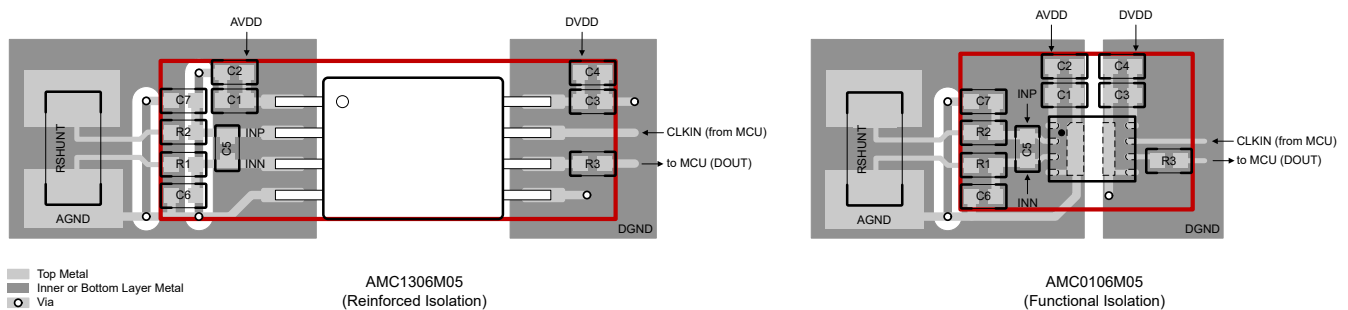 AVDD
DVDD
C2
C4
C7
C1
C3
R2
INP
CLKIN (from MCU)
RSHUNT
C5
R1
INN
R3
to MCU (DOUT)
C6
AGND
DGND
AVDD
DVDD
C2
C4
C7
INP
C1
C3
R2
CLKIN (from MCU)
RSHUNT
C5
R1
R3
to MCU (DOUT)
C6
INN
AGND
DGND
Top Metal
Inner or Bottom Layer Metal
Via
AMC1306M05
(Reinforced Isolation)
AMC0106M05
(Functional Isolation)